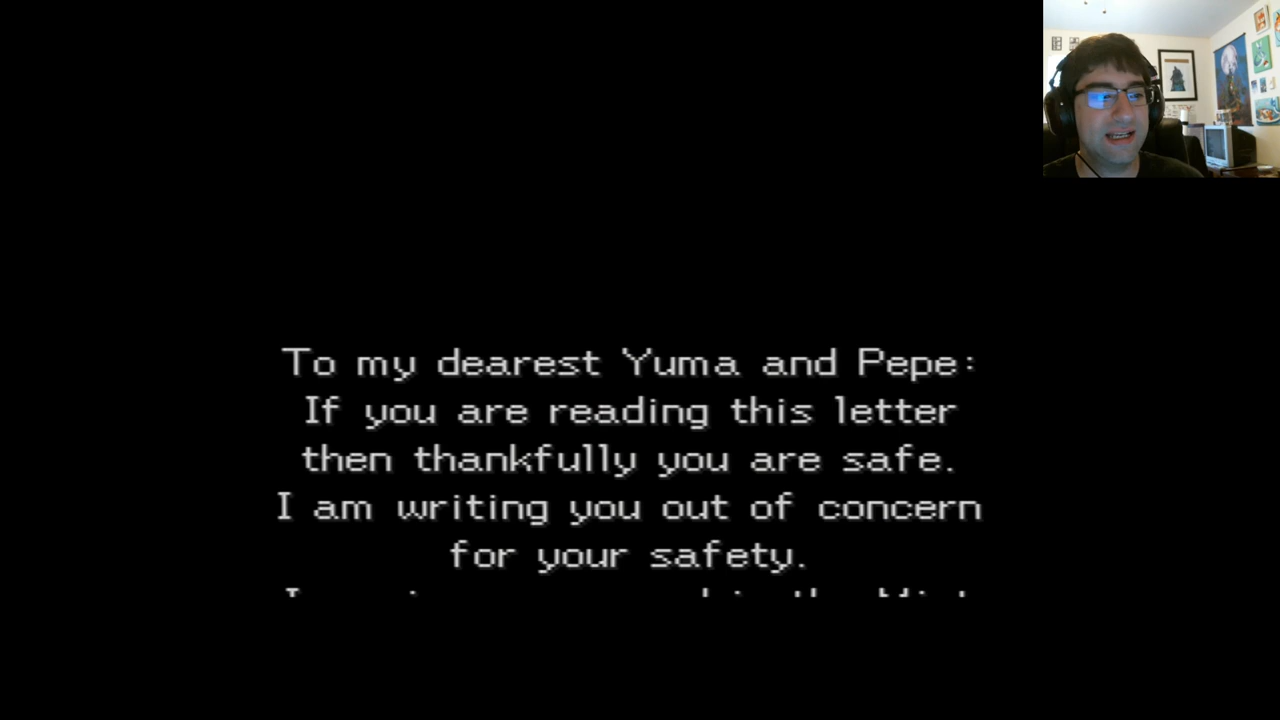 To my dearest Yuma and Pepe:
If you are reading this letter
then thankfully you are safe.
I am writing you out of concern
for your safety.